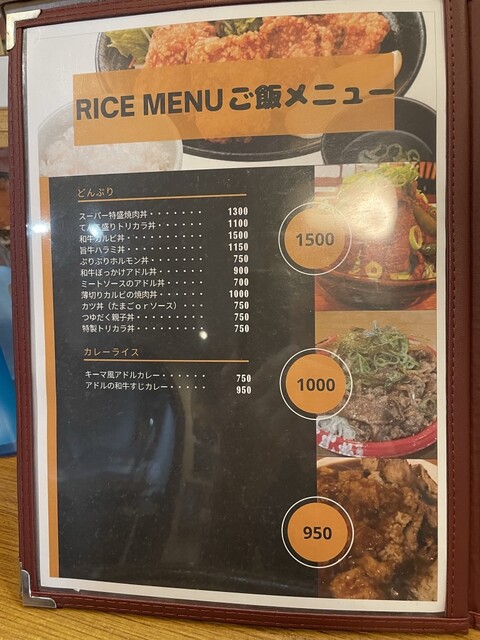 RICE MENU ご飯メニュー
どんぶり
スーパー特盛焼肉丼・・・・・・・ 1300
てんこ盛りトリカラ丼・・・・・・ 1100
和牛カルビ丼・・・・・・・・・・ 1500
旨牛ハラミ丼・・・・・・・・・・ 1150
ぷりぷりホルモン丼・・・・・・・ 750
和牛ぼっかけアドル丼・・・・・・ 900
ミートソースのアドル丼・・・・・ 700
薄切りカルビの焼肉丼・・・・・・ 1000
カツ丼（たまごｏｒソース）・・・ 750
つゆだく親子丼・・・・・・・・・ 750
特製トリカラ丼・・・・・・・・・ 750
カレーライス
キーマ風アドルカレー・・・・・・ 750
アドルの和牛すじカレー・・・・・ 950
1500
1000
950